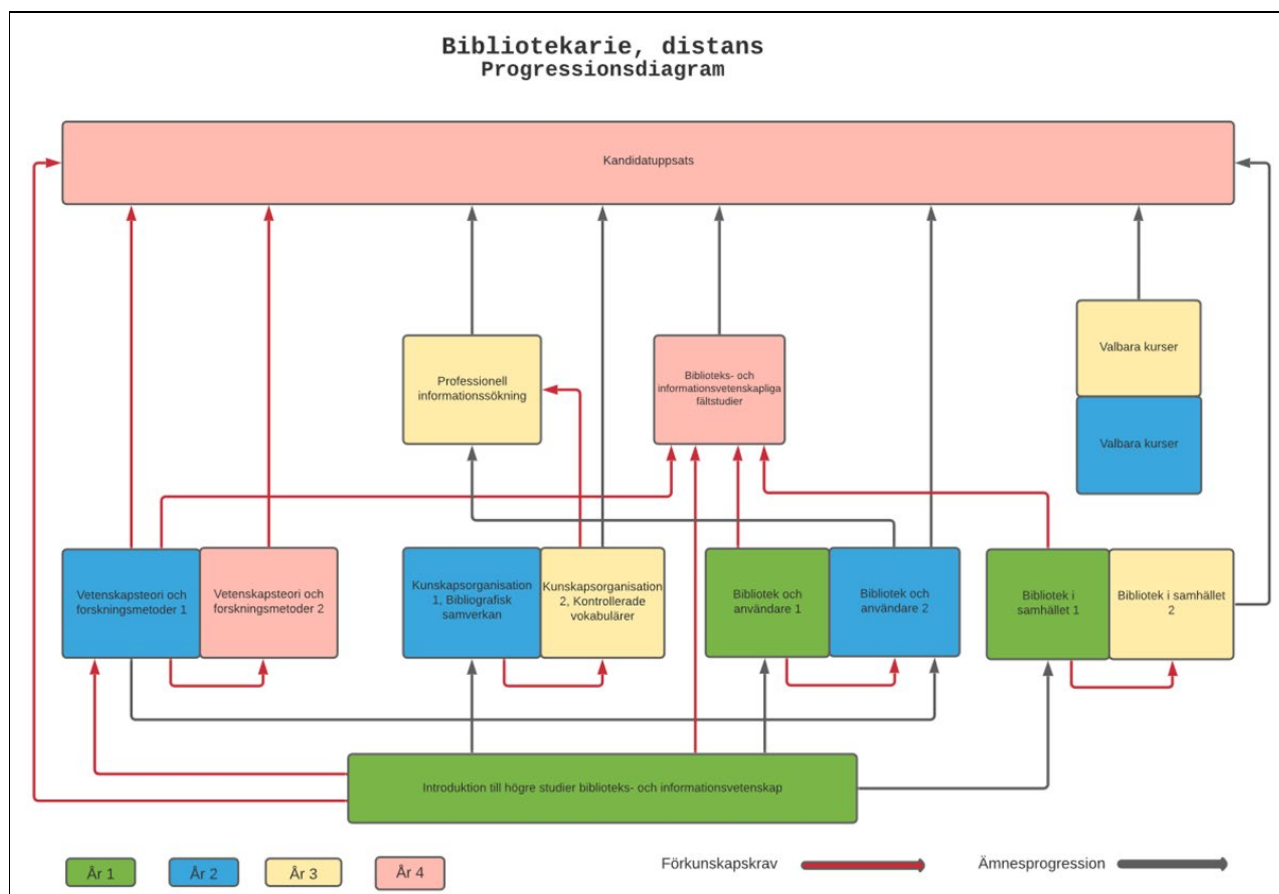 Bibliotekarie, distans
Progressionsdiagram
Kandidatuppsats
Valbara kurser
Professionell
informationssökning
Biblioteks- och
informationsvetenskapliga
fältstudier
Valbara kurser
Vetenskapsteori och
forskningsmetoder 1
Vetenskapsteori och
forskningsmetoder 2
Kunskapsorganisation
1, Bibliografisk
samverkan
Kunskapsorganisation
2, Kontrollerade
vokabulärer
Bibliotek och
användare 1
Bibliotek och
användare 2
Bibliotek i
samhället 1
Bibliotek i samhället
2
Introduktion till högre studier biblioteks- och informationsvetenskap
År 1
År 2
År 3
År 4
Förkunskapskrav
Ämnesprogression